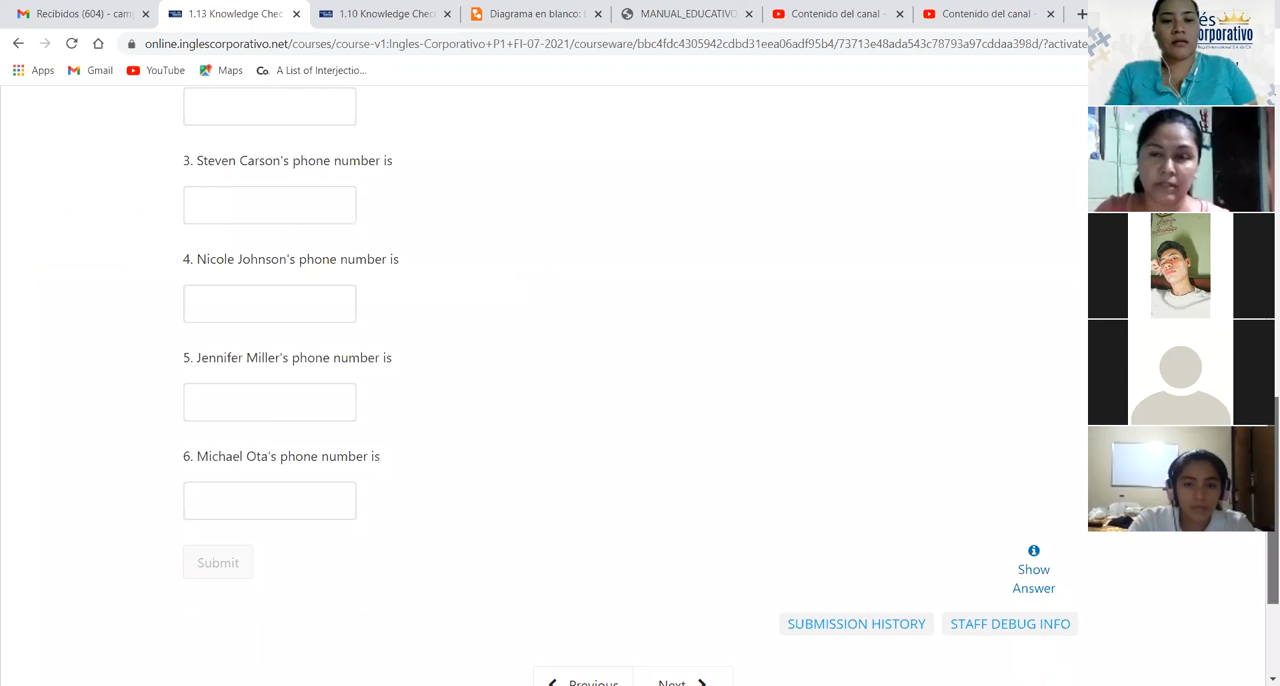 Recibidos (604) - cam
1.13 Knowledge Chec
1.10 Knowledge Chec
Diagrama en blanco:
MANUAL_EDUCATIVO
Contenido del canal -
Contenido del canal -
online.inglescorporativo.net/courses/course-v1:Ingles-Corporativo+P1+FI-07-2021/courseware/bbc4fdc4305942cdbd31eea06adf95b4/73713e48ada543c78793a97cddaa398d/?activate
Apps
Gmail
YouTube
Maps
Co.
A List of Interjectio...
3. Steven Carson's phone number is
4. Nicole Johnson's phone number is
5. Jennifer Miller's phone number is
6. Michael Ota's phone number is
Submit
Show
Answer
SUBMISSION HISTORY
STAFF DEBUG INFO
Previous
Next
és
orporativo